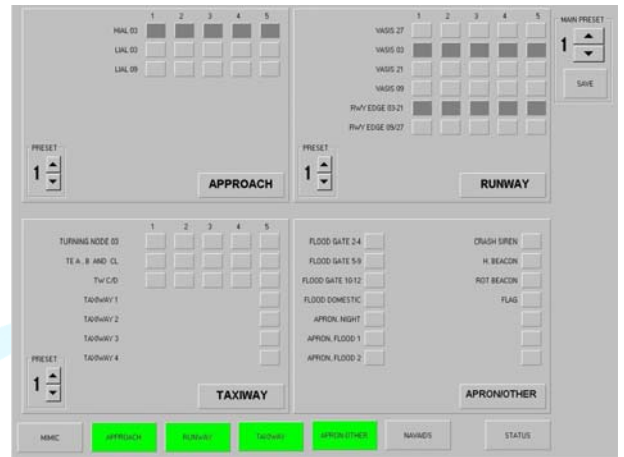 1 2 3 4 5
HIAL 03
LIAL 03
LIAL 09
PRESET
1
APPROACH
1 2 3 4 5
VASIS 27
VASIS 03
VASIS 21
VASIS 09
RWY EDGE 03-21
RWY EDGE 09/27
PRESET
1
RUNWAY
MAIN PRESET
1
SAVE
1 2 3 4 5
TURNING NODE 03
TE A , B AND CL
TW C/D
TAXIWAY 1
TAXIWAY 2
TAXIWAY 3
TAXIWAY 4
PRESET
1
TAXIWAY
FLOOD GATE 2-4
FLOOD GATE 5-9
FLOOD GATE 10-12
FLOOD DOMESTIC
APRON, NIGHT
APRON, FLOOD 1
APRON, FLOOD 2
CRASH SIREN
H. BEACON
ROT BEACON
FLAG
APRON/OTHER
MIMIC
APPROACH
RUNWAY
TAXIWAY
APRON-OTHER
NAVAIDS
STATUS